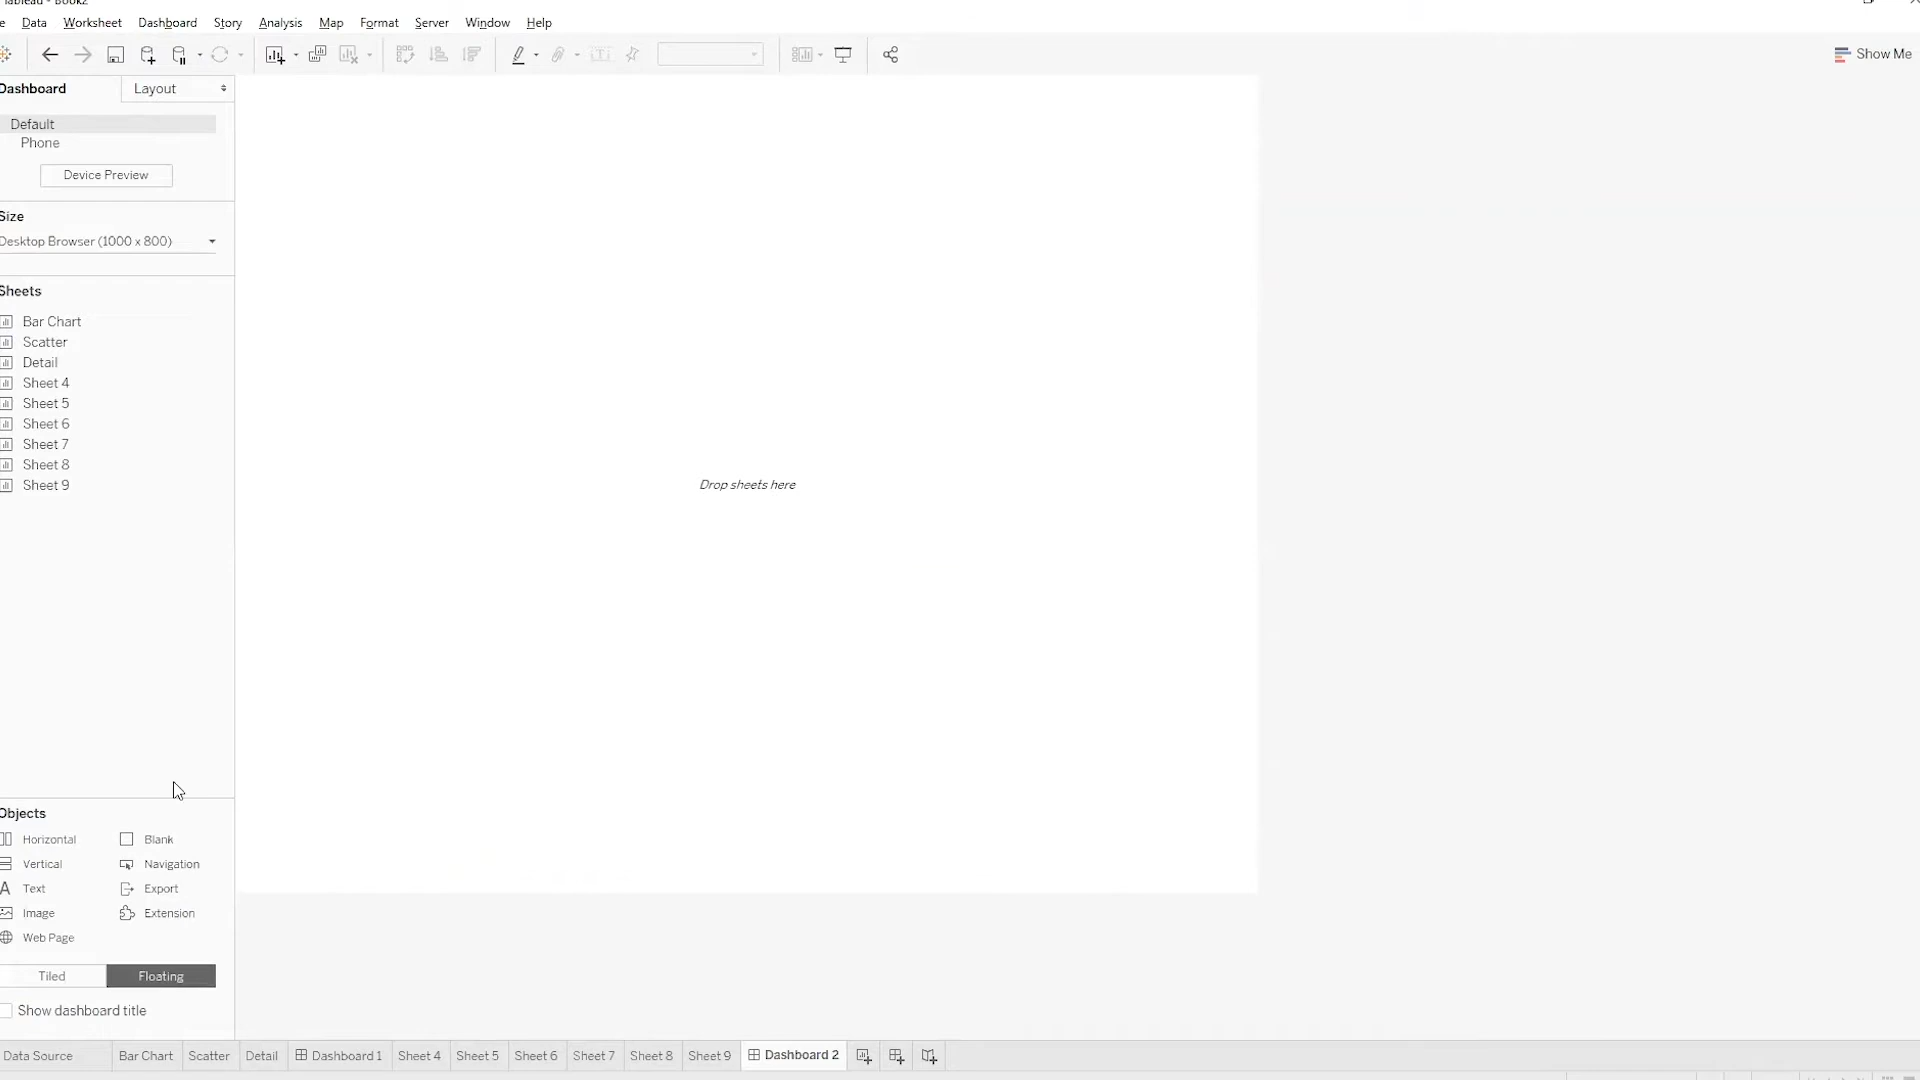 Tableau - Book2
e Data Worksheet Dashboard Story Analysis Map Format Server Window Help
Show Me
Dashboard Layout
Default
Phone
Device Preview
Size
Desktop Browser (1000 x 800)
Sheets
Bar Chart
Scatter
Detail
Sheet 4
Sheet 5
Sheet 6
Sheet 7
Sheet 8
Sheet 9
Drop sheets here
Objects
Horizontal Blank
Vertical Navigation
Text Export
Image Extension
Web Page
Tiled Floating
Show dashboard title
Data Source Bar Chart Scatter Detail Dashboard 1 Sheet 4 Sheet 5 Sheet 6 Sheet 7 Sheet 8 Sheet 9 Dashboard 2